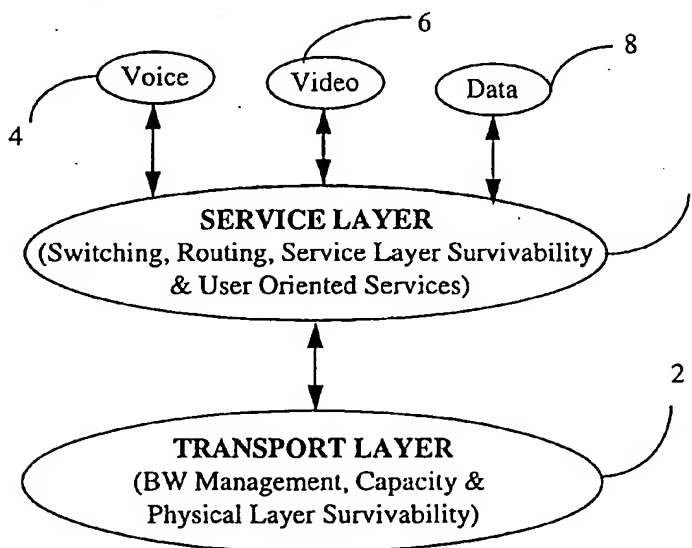 6
8
4
Voice
Video
Data
SERVICE LAYER
(Switching, Routing, Service Layer Survivability
& User Oriented Services)
2
TRANSPORT LAYER
(BW Management, Capacity &
Physical Layer Survivability)